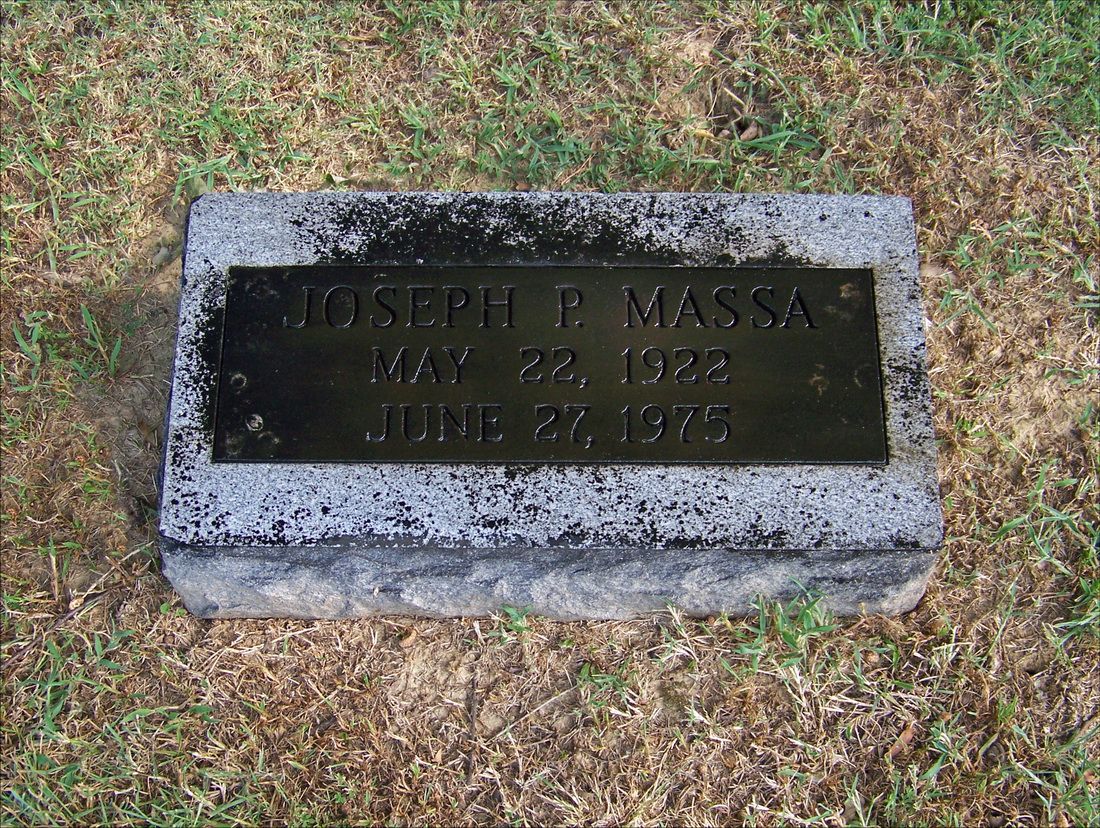 JOSEPH P. MASSA
MAY 22, 1922
JUNE 27, 1975